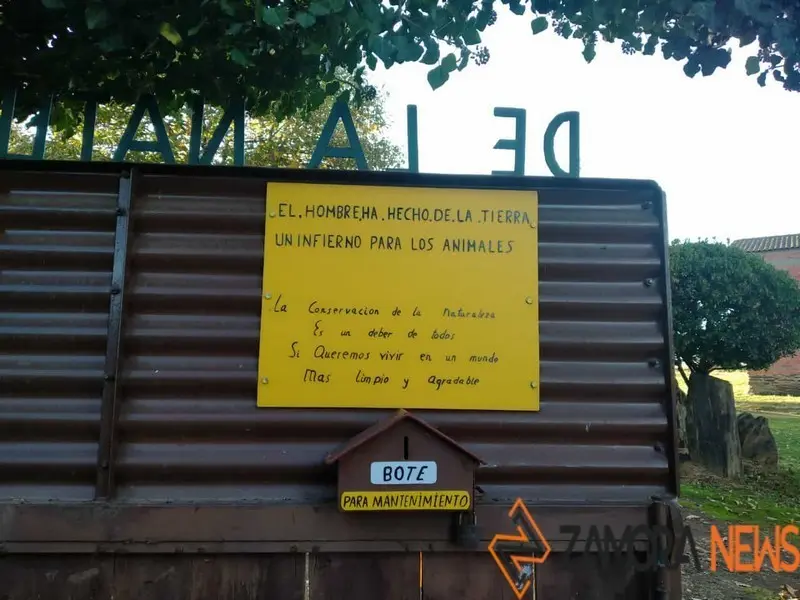 DE LA NATU
EL.HOMBRE.HA.HECHO.DE.LA.TIERRA
UN INFIERNO PARA LOS ANIMALES
La Conservacion de la Naturaleza
Es un deber de todos
Si Queremos vivir en un mundo
Mas limpio y Agradable
BOTE
PARA MANTENIMIENTO
ZAMORA NEWS